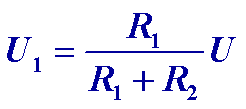 U₁ = R₁ / (R₁ + R₂) U